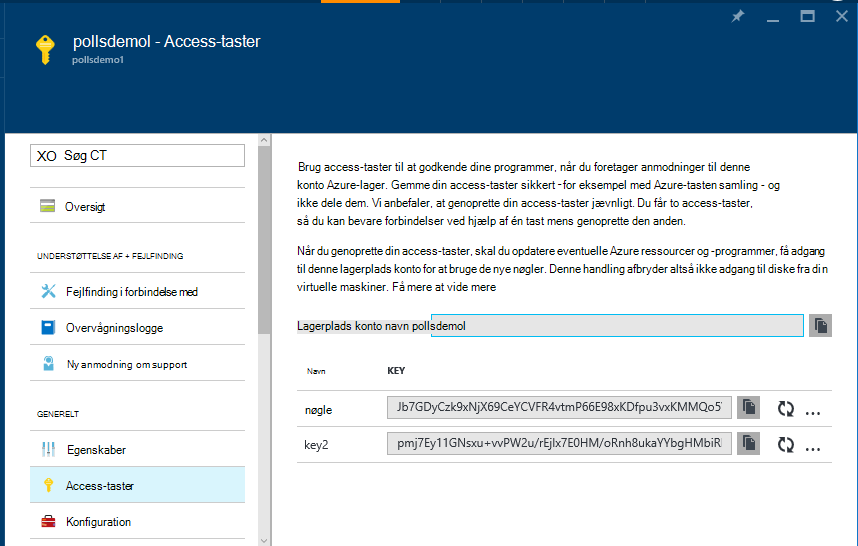 pollsdemol - Access-taster
pollsdemo1
XO Søg CT
Oversigt
UNDERSTØTTELSE AF + FEJLFINDING
Fejlfinding i forbindelse med
Overvågningslogge
Ny anmodning om support
GENERELT
Egenskaber
Access-taster
Konfiguration
Brug access-taster til at godkende dine programmer, når du foretager anmodninger til denne
konto Azure-lager. Gemme din access-taster sikkert - for eksempel med Azure-tasten samling - og
ikke dele dem. Vi anbefaler, at genoprette din access-taster jævnligt. Du får to access-taster,
så du kan bevare forbindelser ved hjælp af én tast mens genoprette den anden.
Når du genoprette din access-taster, skal du opdatere eventuelle Azure ressourcer og -programmer, få adgang
til denne lagerplads konto for at bruge de nye nøgler. Denne handling afbryder altså ikke adgang til diske fra din
virtuelle maskiner. Få mere at vide mere
Lagerplads konto navn pollsdemol
Navn KEY
nøgle Jb7GDyCzk9xNjX69CeYCVFR4vtmP66E98xKDfpu3vxKMMQo5
key2 pmj7Ey11GNsxu+vvPW2u/rEjIx7E0HM/oRnh8ukaYYbgHMbiR